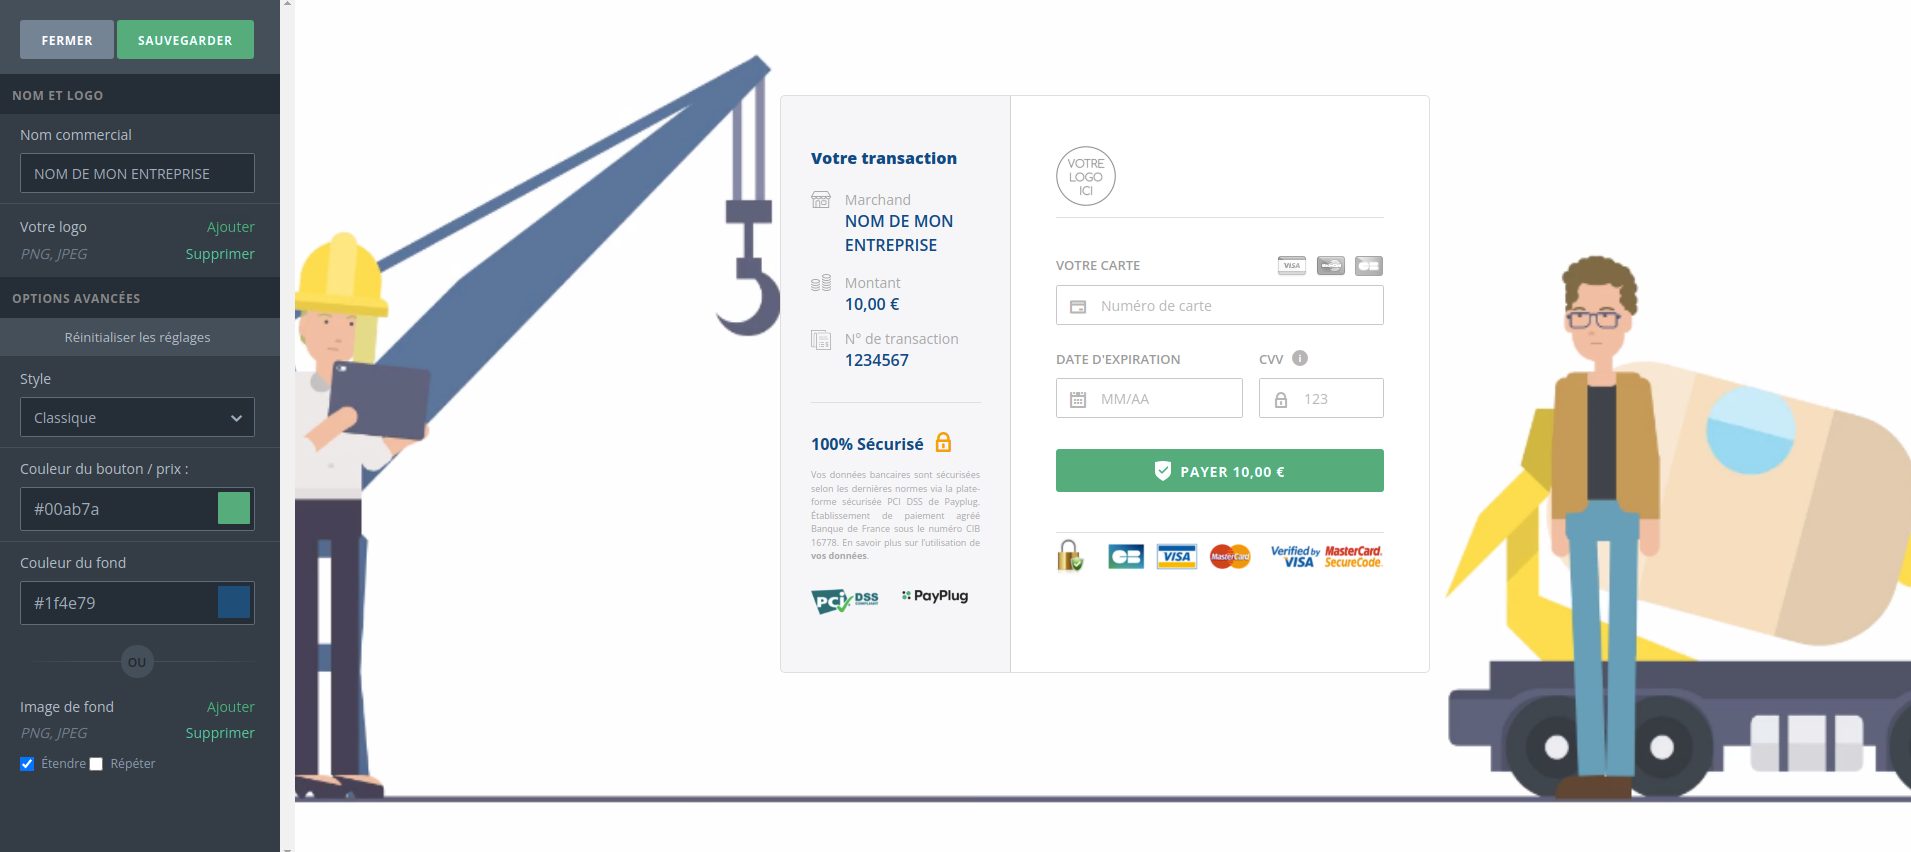 FERMER
SAUVEGARDER
NOM ET LOGO
Nom commercial
NOM DE MON ENTREPRISE
Votre logo
Ajouter
PNG, JPEG
Supprimer
OPTIONS AVANCÉES
Réinitialiser les réglages
Style
Classique
Couleur du bouton / prix :
#00ab7a
Couleur du fond
#1f4e79
OU
Image de fond
Ajouter
PNG, JPEG
Supprimer
Étendre
Répéter
Votre transaction
Marchand
NOM DE MON
ENTREPRISE
Montant
10,00 €
N° de transaction
1234567
100% Sécurisé
Vos données bancaires sont sécurisées
selon les dernières normes via la plate-
forme sécurisée PCI DSS de Payplug.
Établissement de paiement agréé
Banque de France sous le numéro CIB
16778. En savoir plus sur l'utilisation de
vos données.
PCI DSS
COMPLIANT
PayPlug
VOTRE
LOGO
ICI
VOTRE CARTE
VISA
MasterCard
CB
Numéro de carte
DATE D'EXPIRATION
CVV
i
MM/AA
123
PAYER 10,00 €
CB
VISA
MasterCard
Verified by
VISA
MasterCard.
SecureCode.